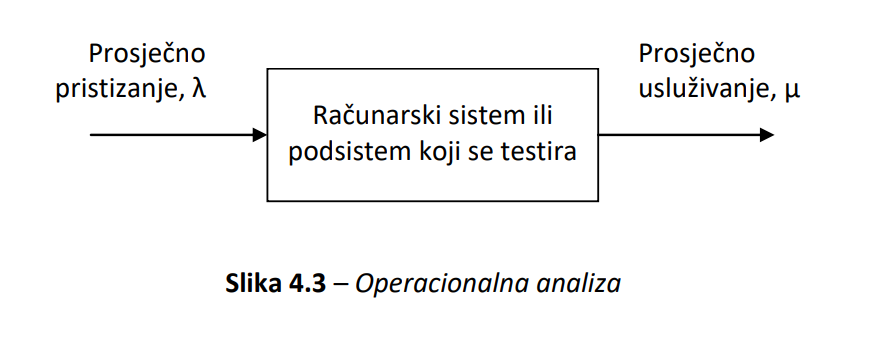 Prosječno
pristizanje, λ
Računarski sistem ili
podsistem koji se testira
Prosječno
usluživanje, μ
Slika 4.3 – Operacionalna analiza